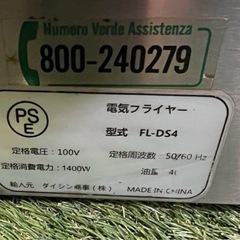 Numero Verde Assistenza
800-240279
PSE
電気フライヤー
型式 FL-DS4
定格電圧：100V 定格周波数：50/60 Hz
定格消費電力：1400W 油量 4L
輸入元 ダイシン商事（株） MADE IN CHINA